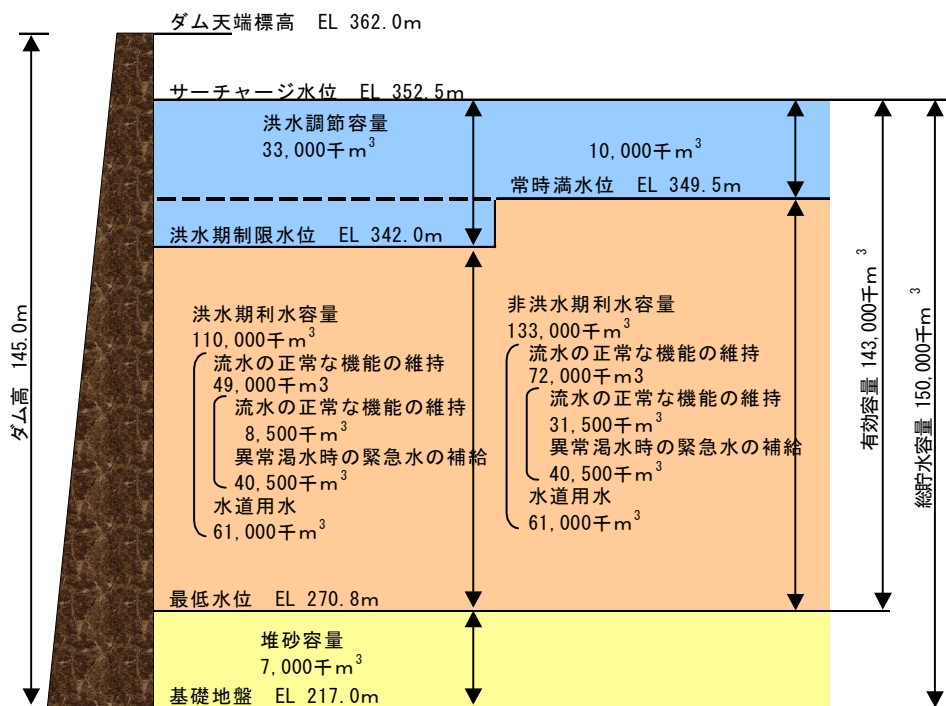 ダム天端標高 EL 362.0m
サーチャージ水位 EL 352.5m
洪水調節容量
33,000千m³
10,000千m³
常時満水位 EL 349.5m
洪水期制限水位 EL 342.0m
洪水期利水容量
110,000千m³
流水の正常な機能の維持
49,000千m3
流水の正常な機能の維持
8,500千m³
異常渇水時の緊急水の補給
40,500千m³
水道用水
61,000千m³
非洪水期利水容量
133,000千m³
流水の正常な機能の維持
72,000千m3
流水の正常な機能の維持
31,500千m³
異常渇水時の緊急水の補給
40,500千m³
水道用水
61,000千m³
最低水位 EL 270.8m
堆砂容量
7,000千m³
基礎地盤 EL 217.0m
ダム高 145.0m
有効容量 143,000千m³
総貯水容量 150,000千m³